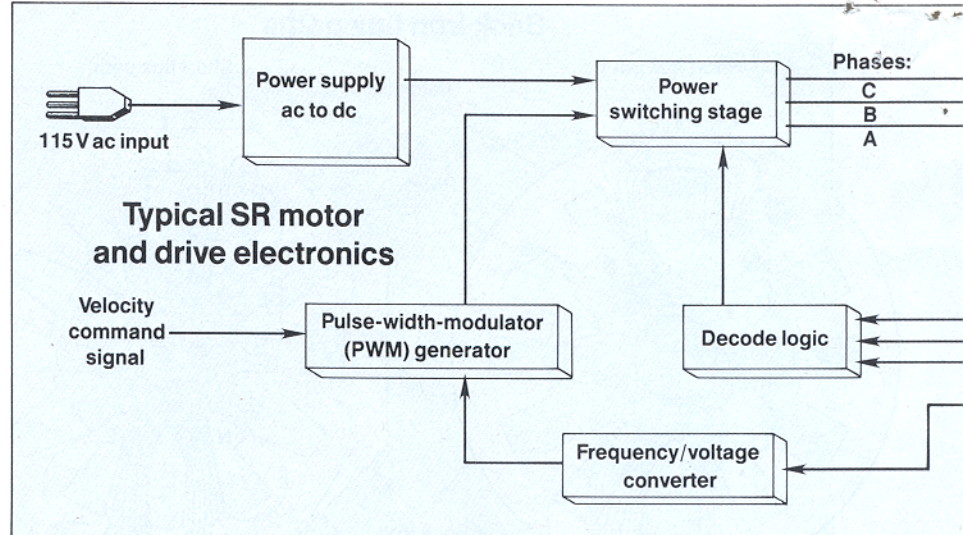 Power supply
ac to dc
115 V ac input
Power
switching stage
Phases:
C
B
A
Typical SR motor
and drive electronics
Velocity
command
signal
Pulse-width-modulator
(PWM) generator
Decode logic
Frequency/voltage
converter